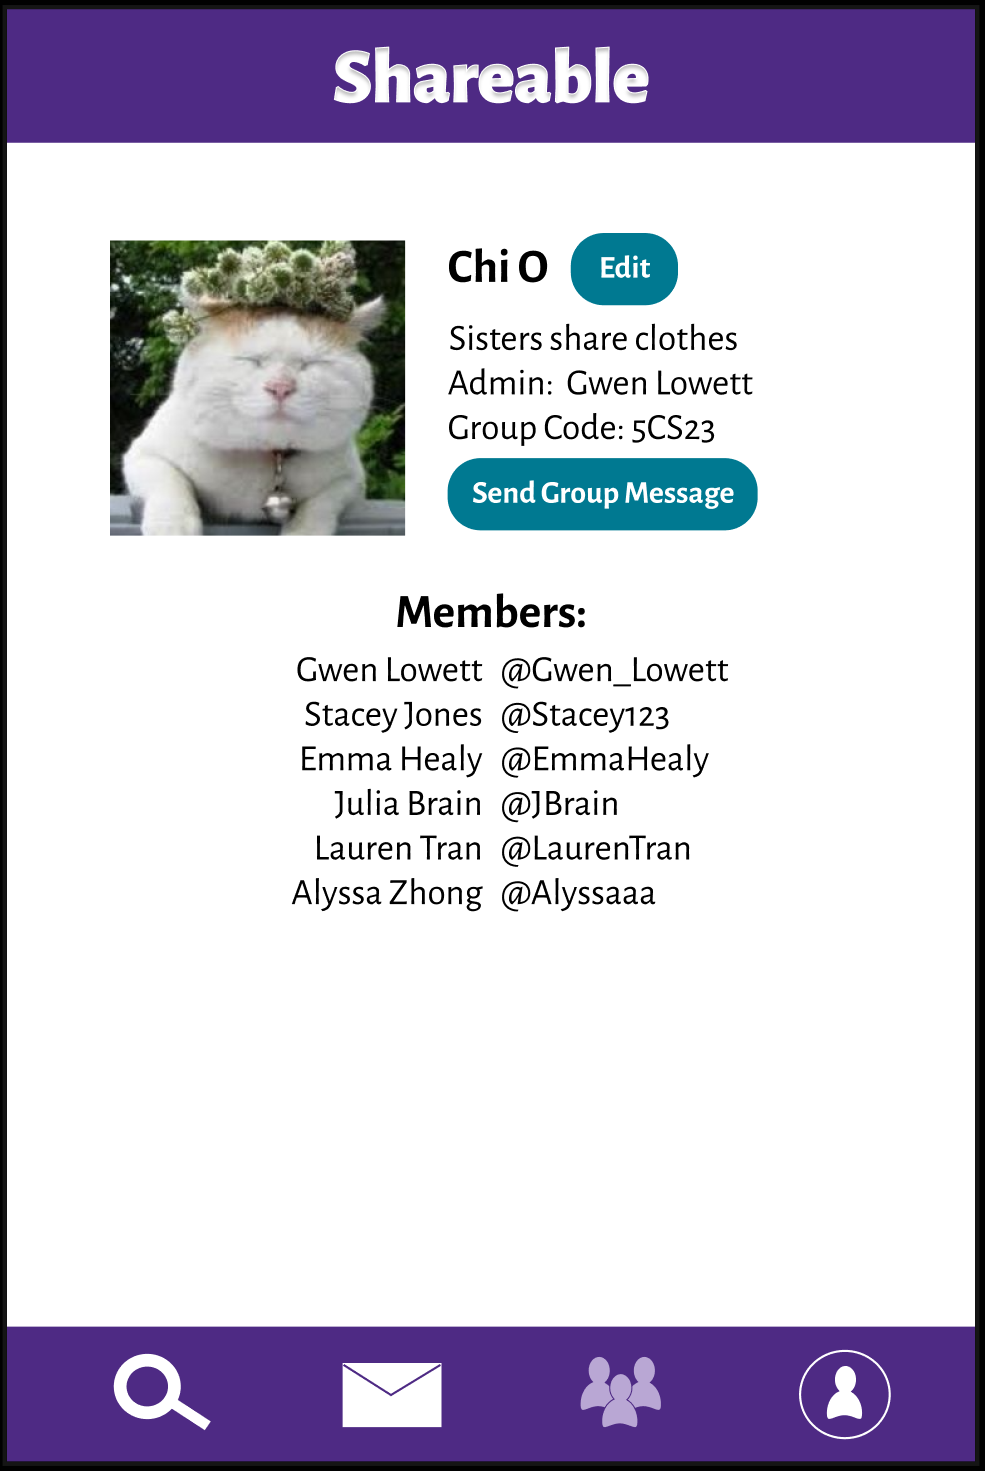 Shareable
Chi O Edit
Sisters share clothes
Admin: Gwen Lowett
Group Code: 5CS23
Send Group Message
Members:
Gwen Lowett @Gwen_Lowett
Stacey Jones @Stacey123
Emma Healy @EmmaHealy
Julia Brain @JBrain
Lauren Tran @LaurenTran
Alyssa Zhong @Alyssaaa